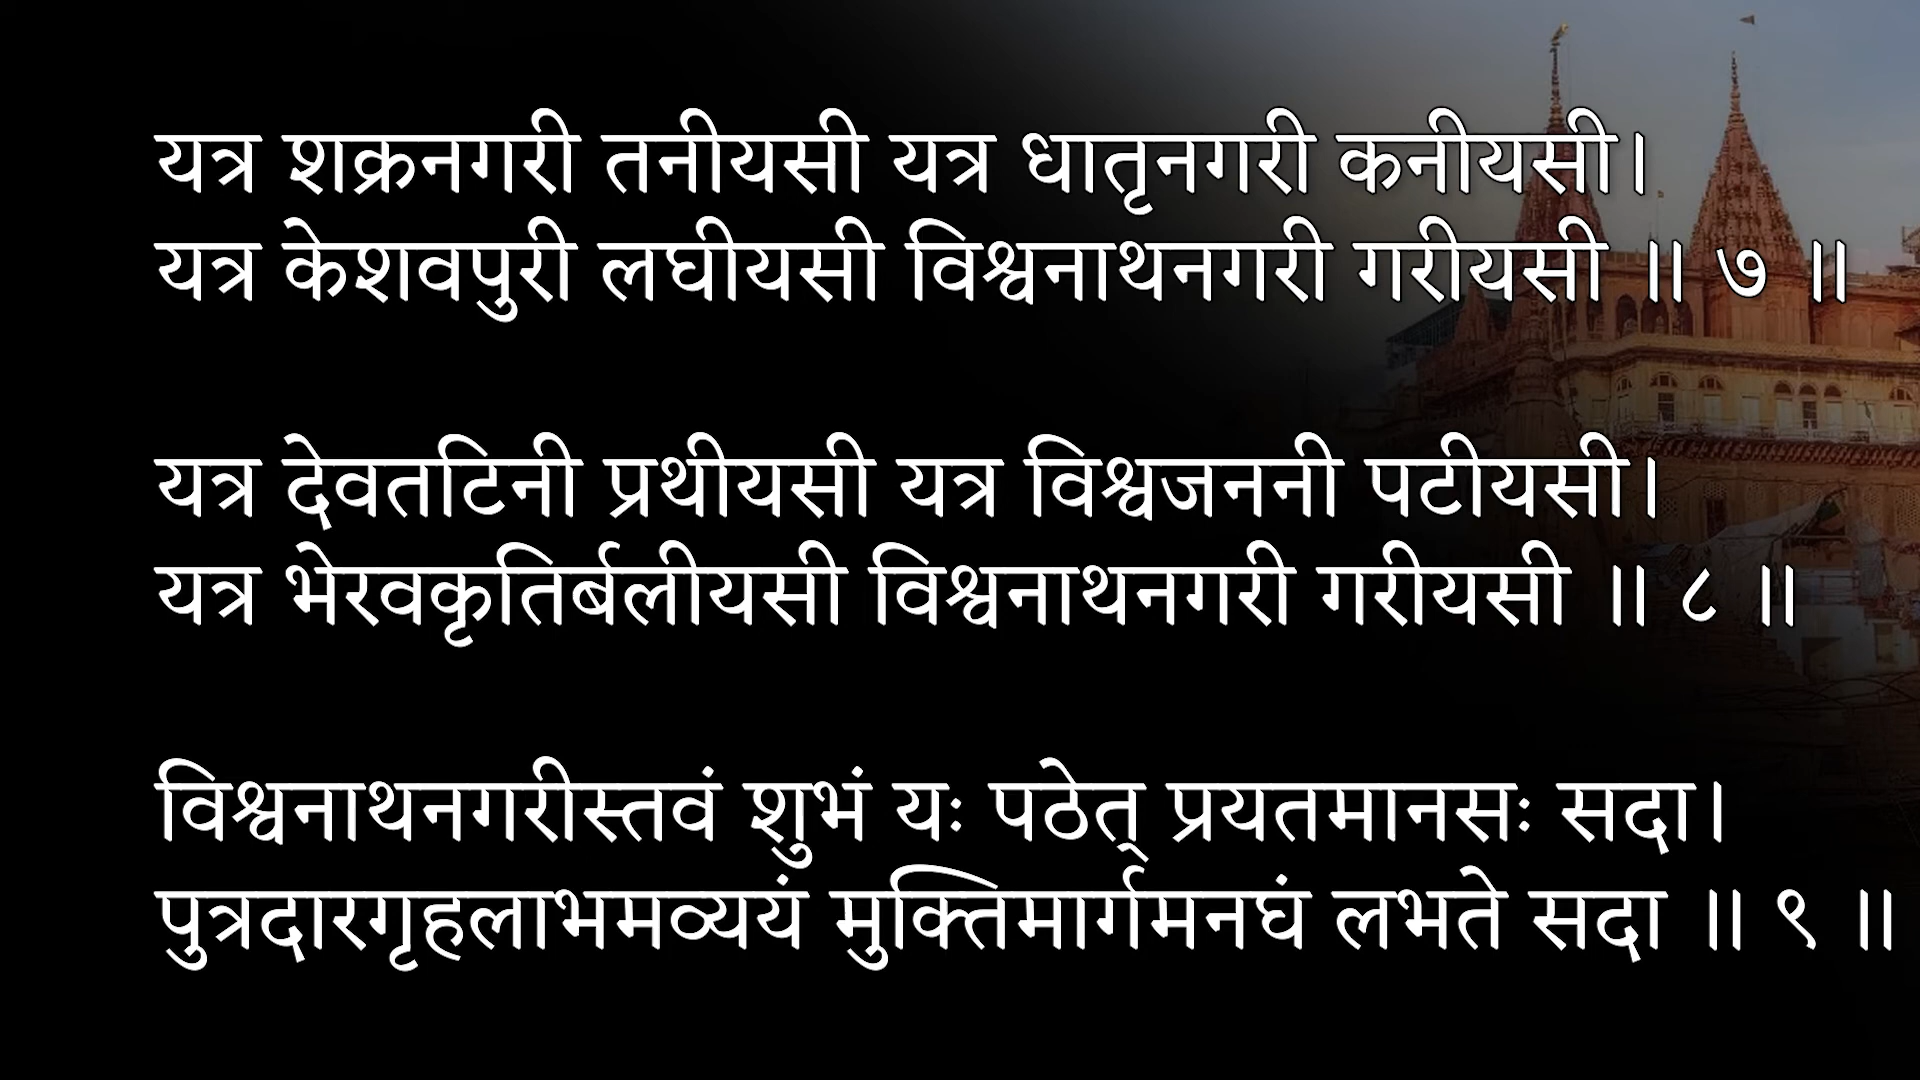 यत्र शक्रनगरी तनीयसी यत्र धातृनगरी कनीयसी।
यत्र केशवपुरी लघीयसी विश्वनाथनगरी गरीयसी ॥ ७ ॥
यत्र देवतटिनी प्रथीयसी यत्र विश्वजननी पटीयसी।
यत्र भेरवकृतिर्बलीयसी विश्वनाथनगरी गरीयसी ॥ ८ ॥
विश्वनाथनगरीस्तवं शुभं यः पठेत् प्रयतमानसः सदा।
पुत्रदारगृहलाभमव्ययं मुक्तिमार्गमनघं लभते सदा ॥ ९ ॥